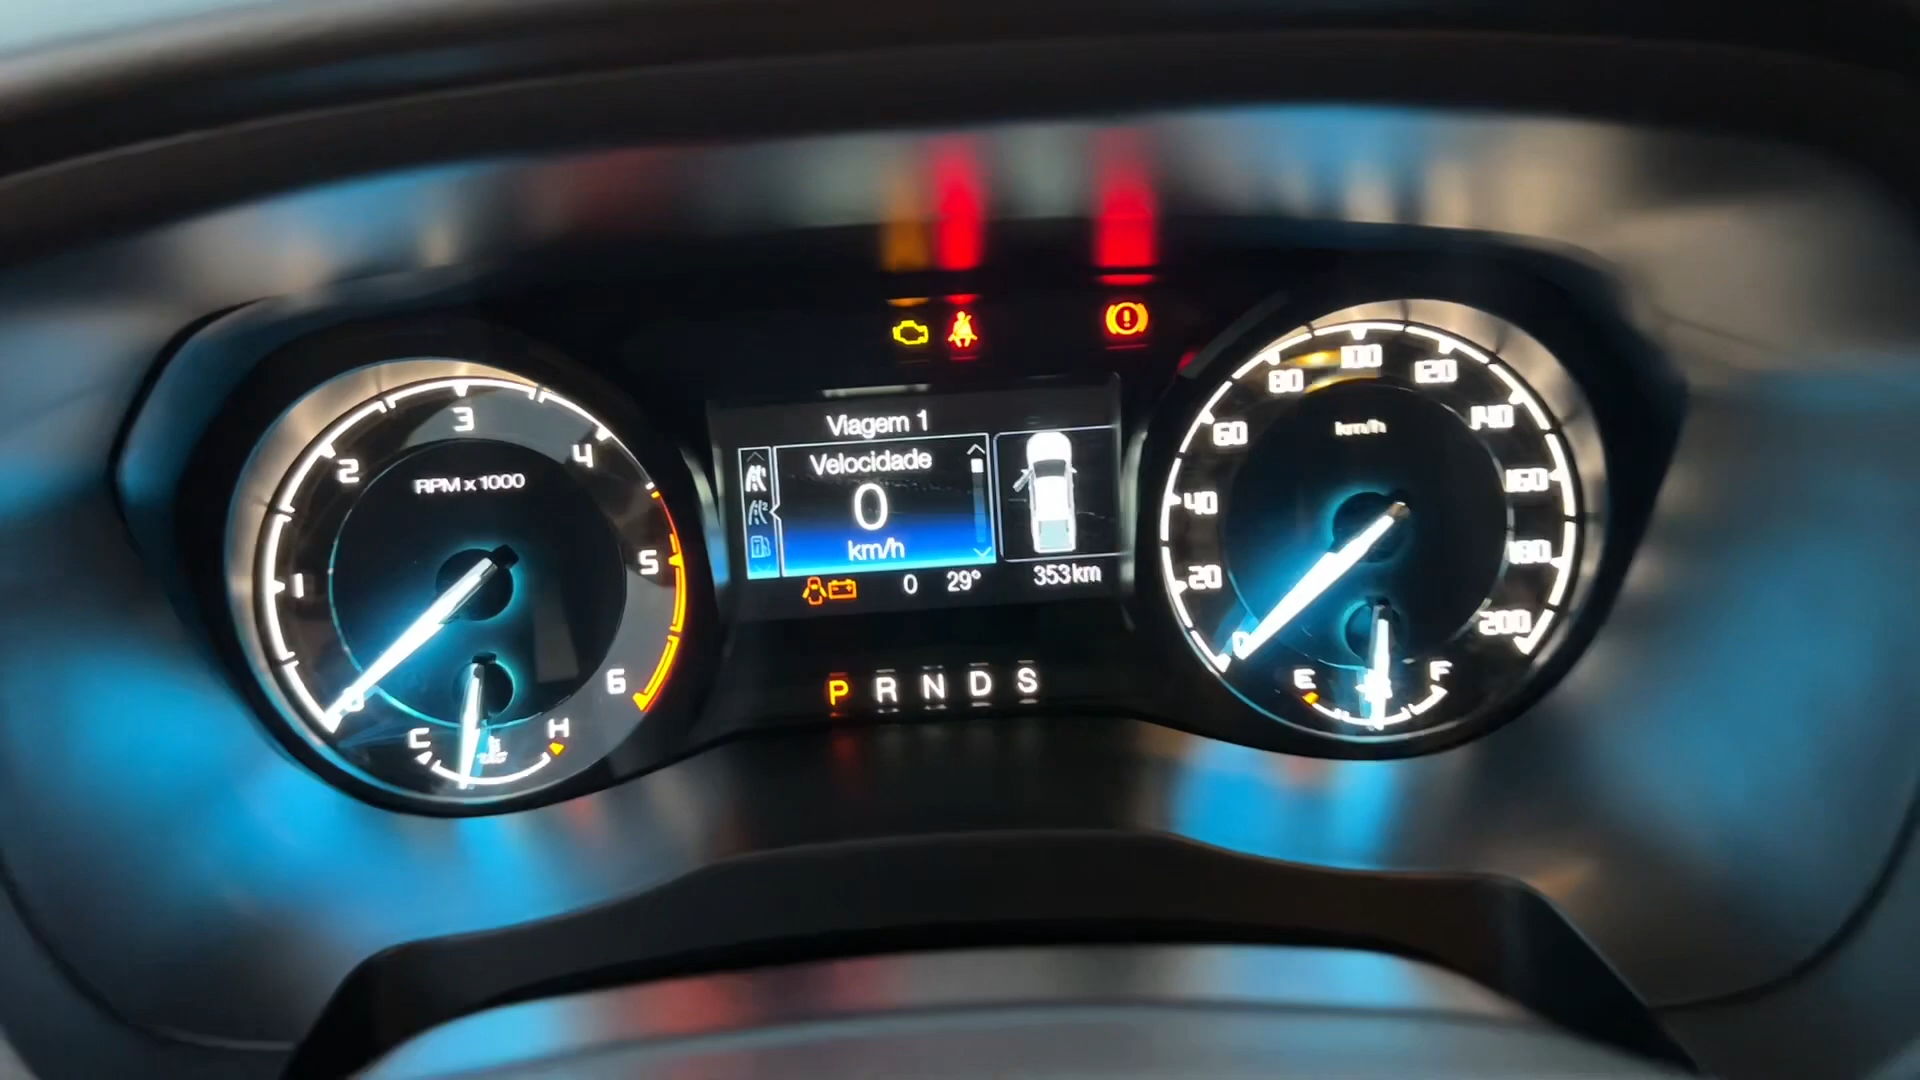 Viagem 1
Velocidade
0
km/h
0 29° 353km
P R N D S
RPM x 1000
0 1 2 3 4 5 6
C H
km/h
0 20 40 60 80 100 120 140 160 180 200
E F